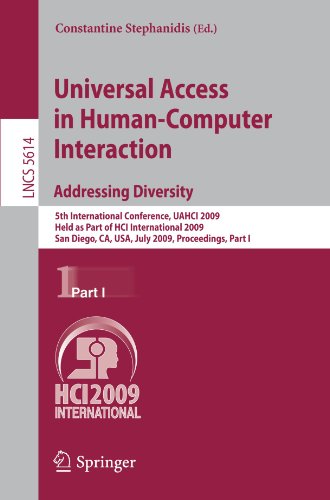 Constantine Stephanidis (Ed.)
LNCS 5614
Universal Access
in Human-Computer
Interaction
Addressing Diversity
5th International Conference, UAHCI 2009
Held as Part of HCI International 2009
San Diego, CA, USA, July 2009, Proceedings, Part I
1 Part I
HCI2009
INTERNATIONAL
Springer